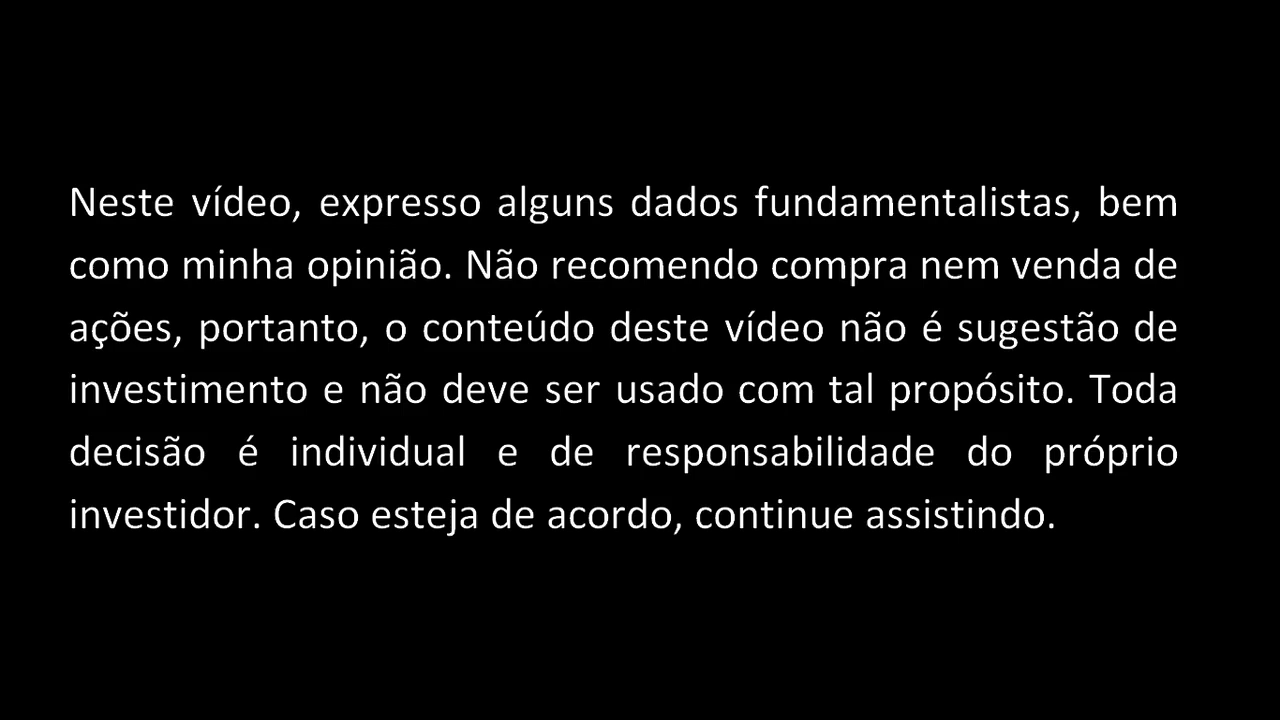 Neste vídeo, expresso alguns dados fundamentalistas, bem
como minha opinião. Não recomendo compra nem venda de
ações, portanto, o conteúdo deste vídeo não é sugestão de
investimento e não deve ser usado com tal propósito. Toda
decisão é individual e de responsabilidade do próprio
investidor. Caso esteja de acordo, continue assistindo.